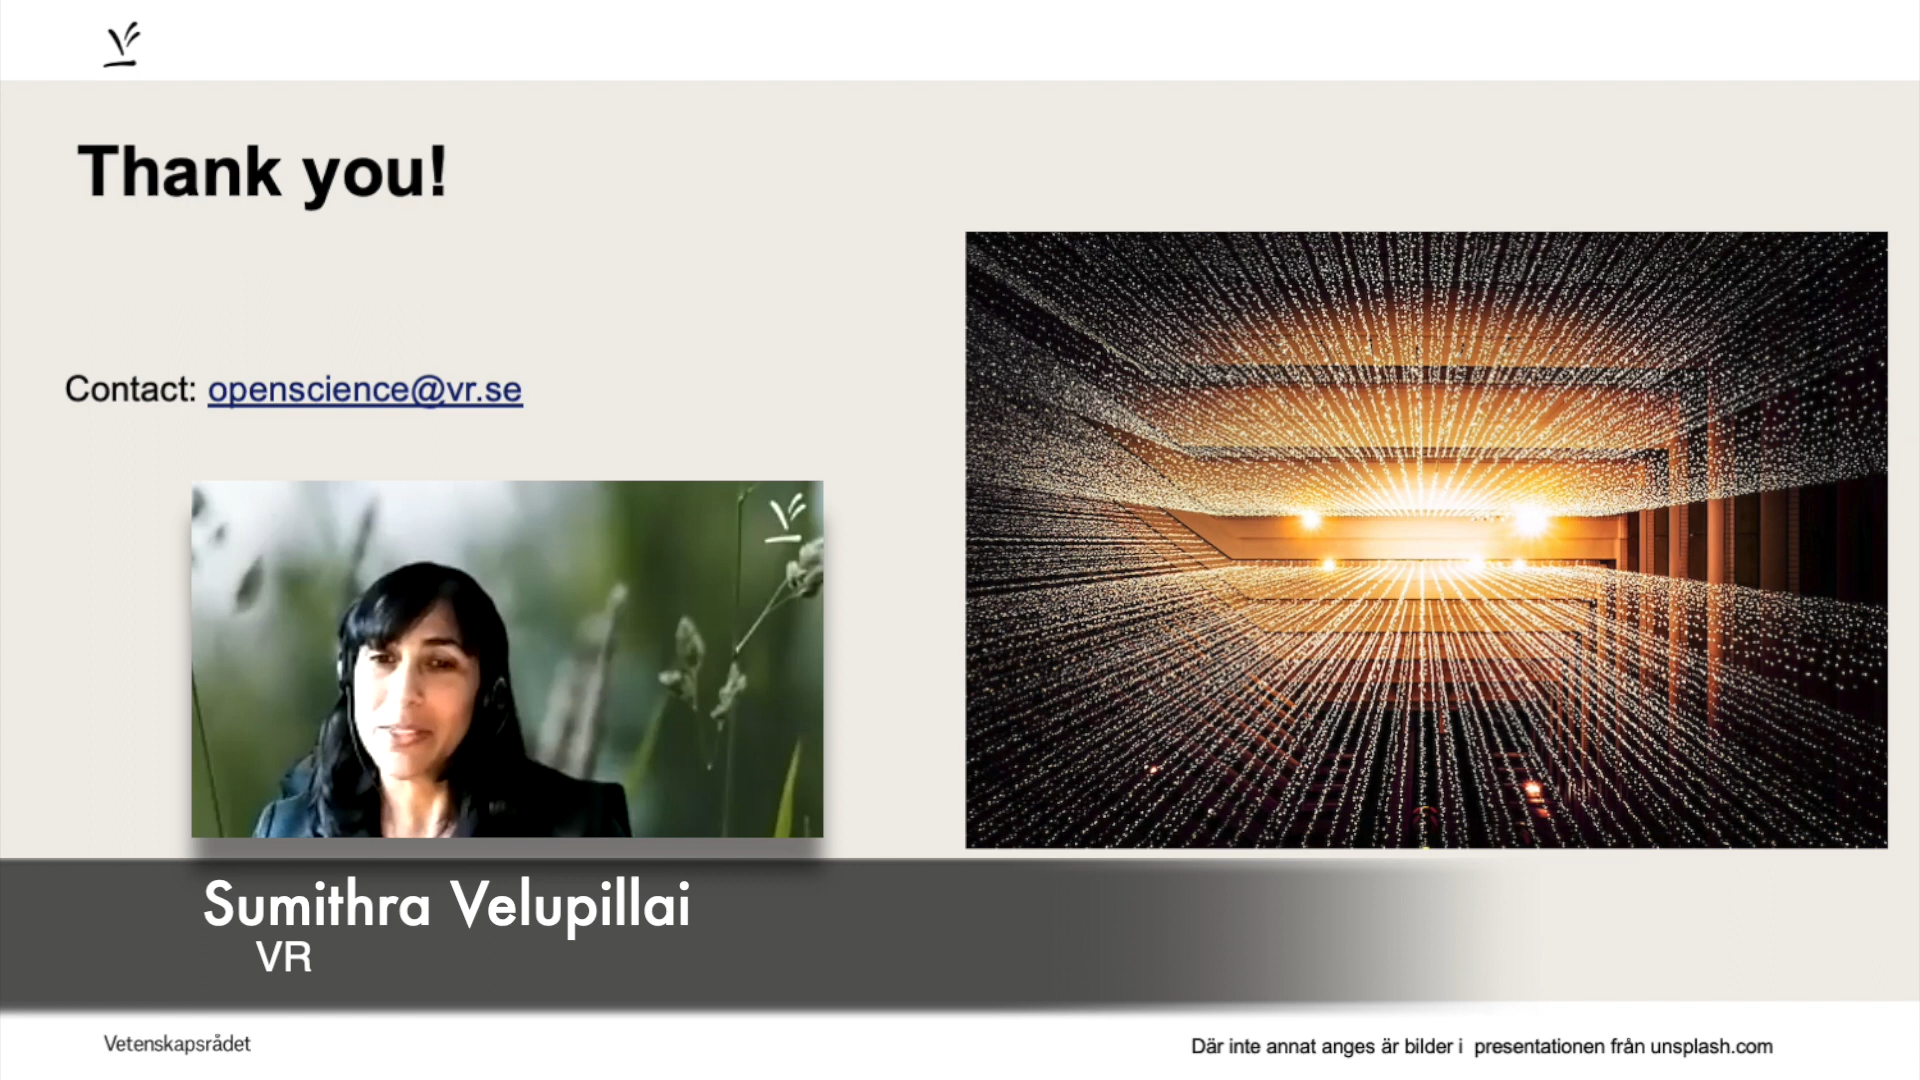 Thank you!
Contact: openscience@vr.se
Sumithra Velupillai
VR
Vetenskapsrådet
Där inte annat anges är bilder i  presentationen från unsplash.com